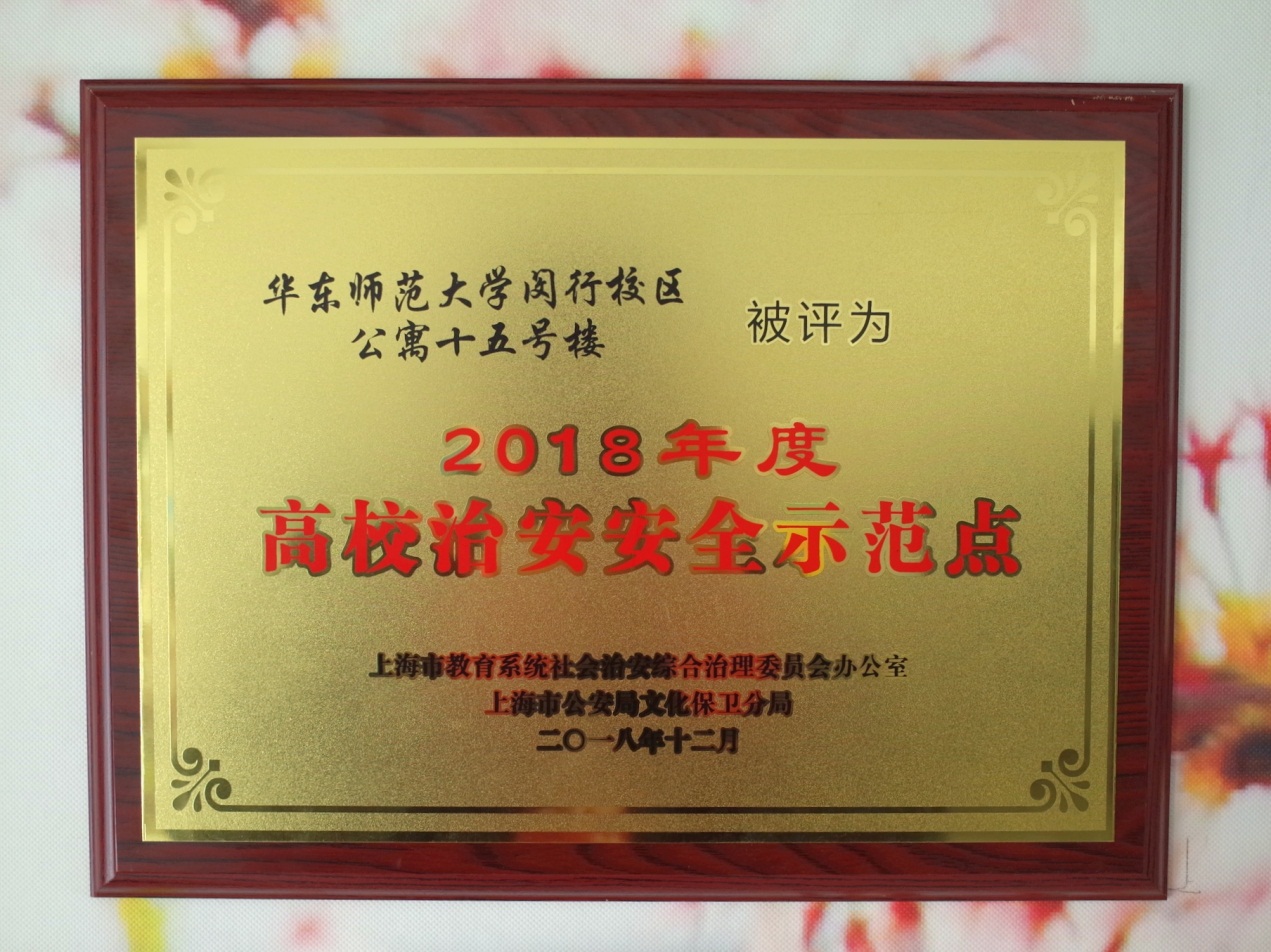 华东师范大学闵行校区
公寓十五号楼
被评为
2018年度
高校治安安全示范点
上海市教育系统社会治安综合治理委员会办公室
上海市公安局文化保卫分局
二〇一八年十二月